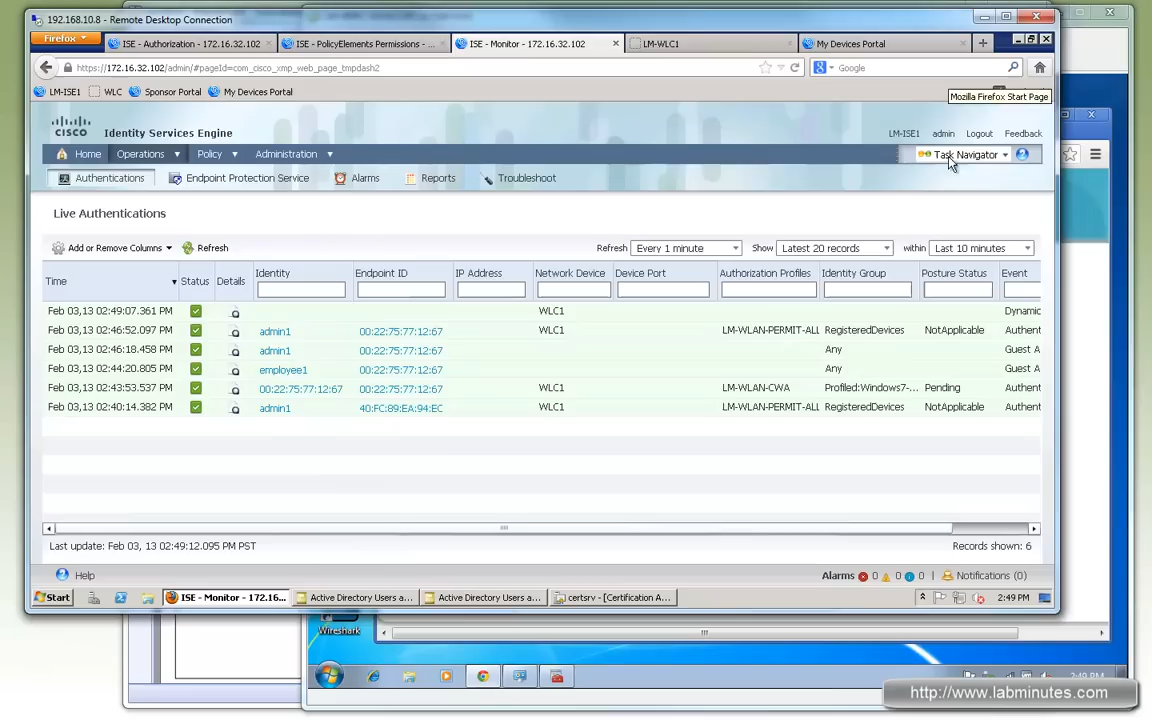 192.168.10.8 - Remote Desktop Connection
Firefox
ISE - Authorization - 172.16.32.102
ISE - PolicyElements Permissions - ...
ISE - Monitor - 172.16.32.102
LM-WLC1
My Devices Portal
https://172.16.32.102/admin/#pageId=com_cisco_xmp_web_page_tmpdash2
Google
LM-ISE1 WLC Sponsor Portal My Devices Portal
Mozilla Firefox Start Page
CISCO Identity Services Engine
LM-ISE1 admin Logout Feedback
Home Operations Policy Administration
Task Navigator
Authentications Endpoint Protection Service Alarms Reports Troubleshoot
Live Authentications
Add or Remove Columns Refresh
Refresh Every 1 minute Show Latest 20 records within Last 10 minutes
Time Status Details Identity Endpoint ID IP Address Network Device Device Port Authorization Profiles Identity Group Posture Status Event
Feb 03,13 02:49:07.361 PM WLC1 Dynamic
Feb 03,13 02:46:52.097 PM admin1 00:22:75:77:12:67 WLC1 LM-WLAN-PERMIT-ALL RegisteredDevices NotApplicable Authent
Feb 03,13 02:46:18.458 PM admin1 00:22:75:77:12:67 Any Guest A
Feb 03,13 02:44:20.805 PM employee1 00:22:75:77:12:67 Any Guest A
Feb 03,13 02:43:53.537 PM 00:22:75:77:12:67 00:22:75:77:12:67 WLC1 LM-WLAN-CWA Profiled:Windows7-... Pending Authent
Feb 03,13 02:40:14.382 PM admin1 40:FC:89:EA:94:EC WLC1 LM-WLAN-PERMIT-ALL RegisteredDevices NotApplicable Authent
Last update: Feb 03, 13 02:49:12.095 PM PST
Records shown: 6
Help
Alarms 0 0 0 Notifications (0)
Start
ISE - Monitor - 172.16...
Active Directory Users a...
Active Directory Users a...
certsrv - [Certification A...
2:49 PM
Wireshark
2:49 PM
http://www.labminutes.com